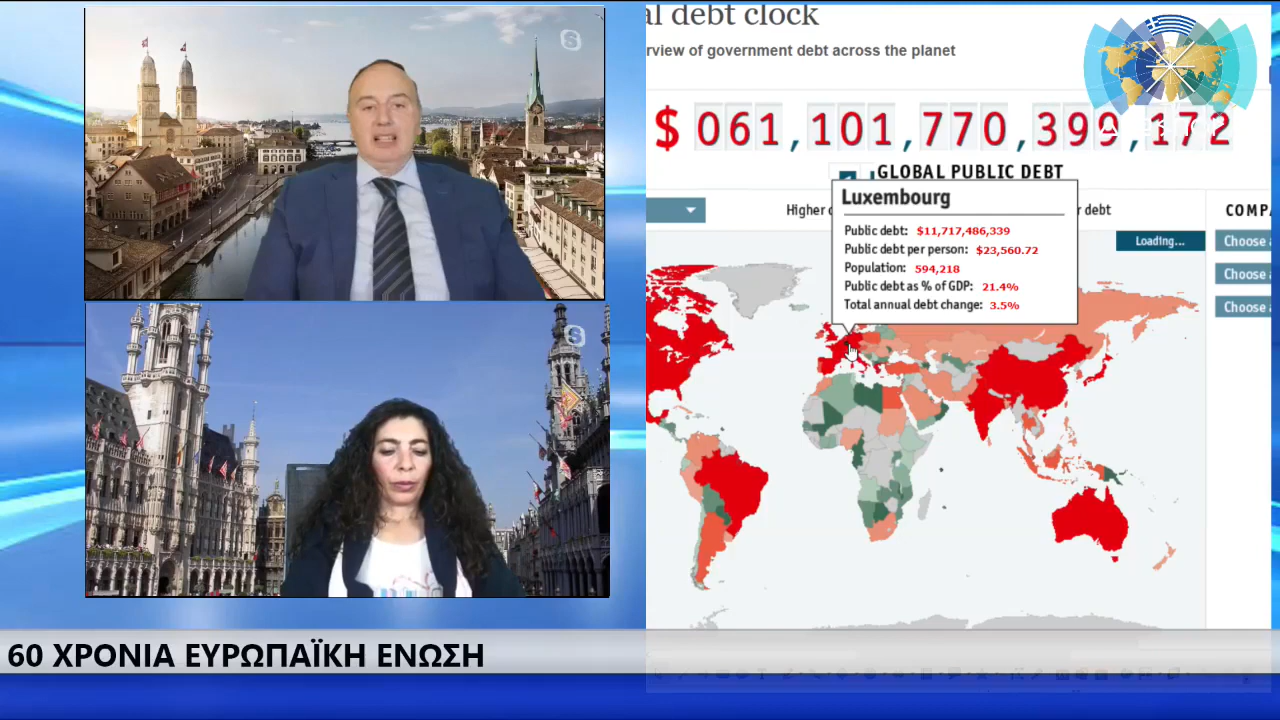 al debt clock
rview of government debt across the planet
$ 061,101,770,399,172
GLOBAL PUBLIC DEBT
Luxembourg
Public debt: $11,717,486,339
Public debt per person: $23,560.72
Population: 594,218
Public debt as % of GDP: 21.4%
Total annual debt change: 3.5%
Higher
debt
COMP
Loading...
Choose
Choose
Choose
60 ΧΡΟΝΙΑ ΕΥΡΩΠΑΪΚΗ ΕΝΩΣΗ